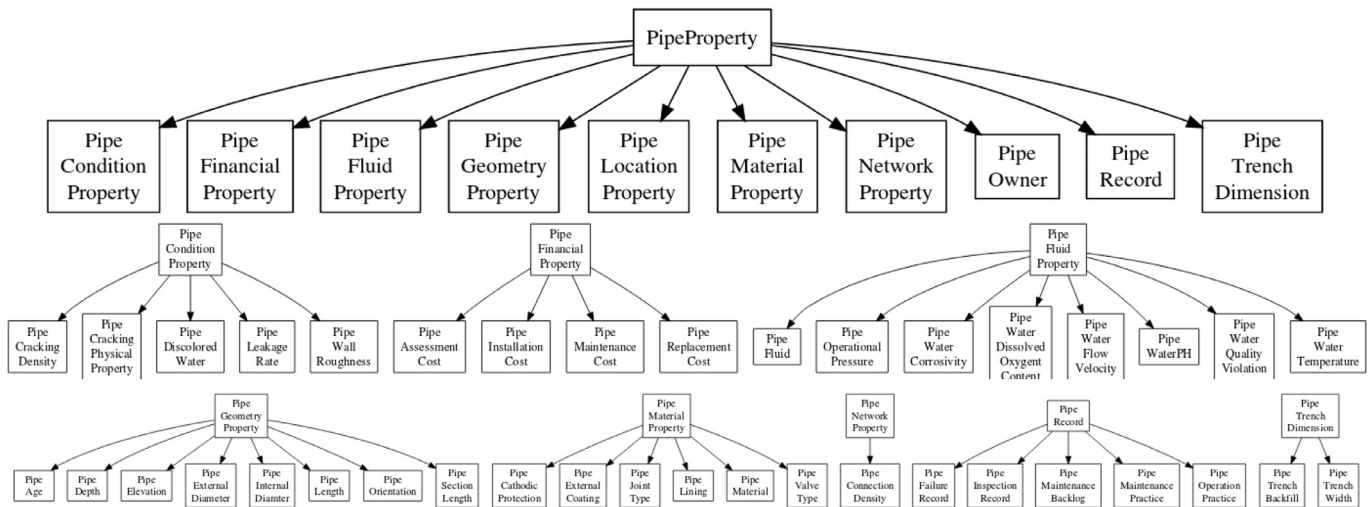 PipeProperty
Pipe
Condition
Property
Pipe
Financial
Property
Pipe
Fluid
Property
Pipe
Geometry
Property
Pipe
Location
Property
Pipe
Material
Property
Pipe
Network
Property
Pipe
Owner
Pipe
Record
Pipe
Trench
Dimension
Pipe
Condition
Property
Pipe
Cracking
Density
Pipe
Cracking
Physical
Property
Pipe
Discolored
Water
Pipe
Leakage
Rate
Pipe
Wall
Roughness
Pipe
Financial
Property
Pipe
Assessment
Cost
Pipe
Installation
Cost
Pipe
Maintenance
Cost
Pipe
Replacement
Cost
Pipe
Fluid
Property
Pipe
Fluid
Pipe
Operational
Pressure
Pipe
Water
Corrosivity
Pipe
Water
Dissolved
Oxygent
Content
Pipe
Water
Flow
Velocity
Pipe
WaterPH
Pipe
Water
Quality
Violation
Pipe
Water
Temperature
Pipe
Geometry
Property
Pipe
Age
Pipe
Depth
Pipe
Elevation
Pipe
External
Diameter
Pipe
Internal
Diamter
Pipe
Length
Pipe
Orientation
Pipe
Section
Length
Pipe
Material
Property
Pipe
Cathodic
Protection
Pipe
External
Coating
Pipe
Joint
Type
Pipe
Lining
Pipe
Material
Pipe
Valve
Type
Pipe
Network
Property
Pipe
Connection
Density
Pipe
Record
Pipe
Failure
Record
Pipe
Inspection
Record
Pipe
Maintenance
Backlog
Pipe
Maintenance
Practice
Pipe
Operation
Practice
Pipe
Trench
Dimension
Pipe
Trench
Backfill
Pipe
Trench
Width